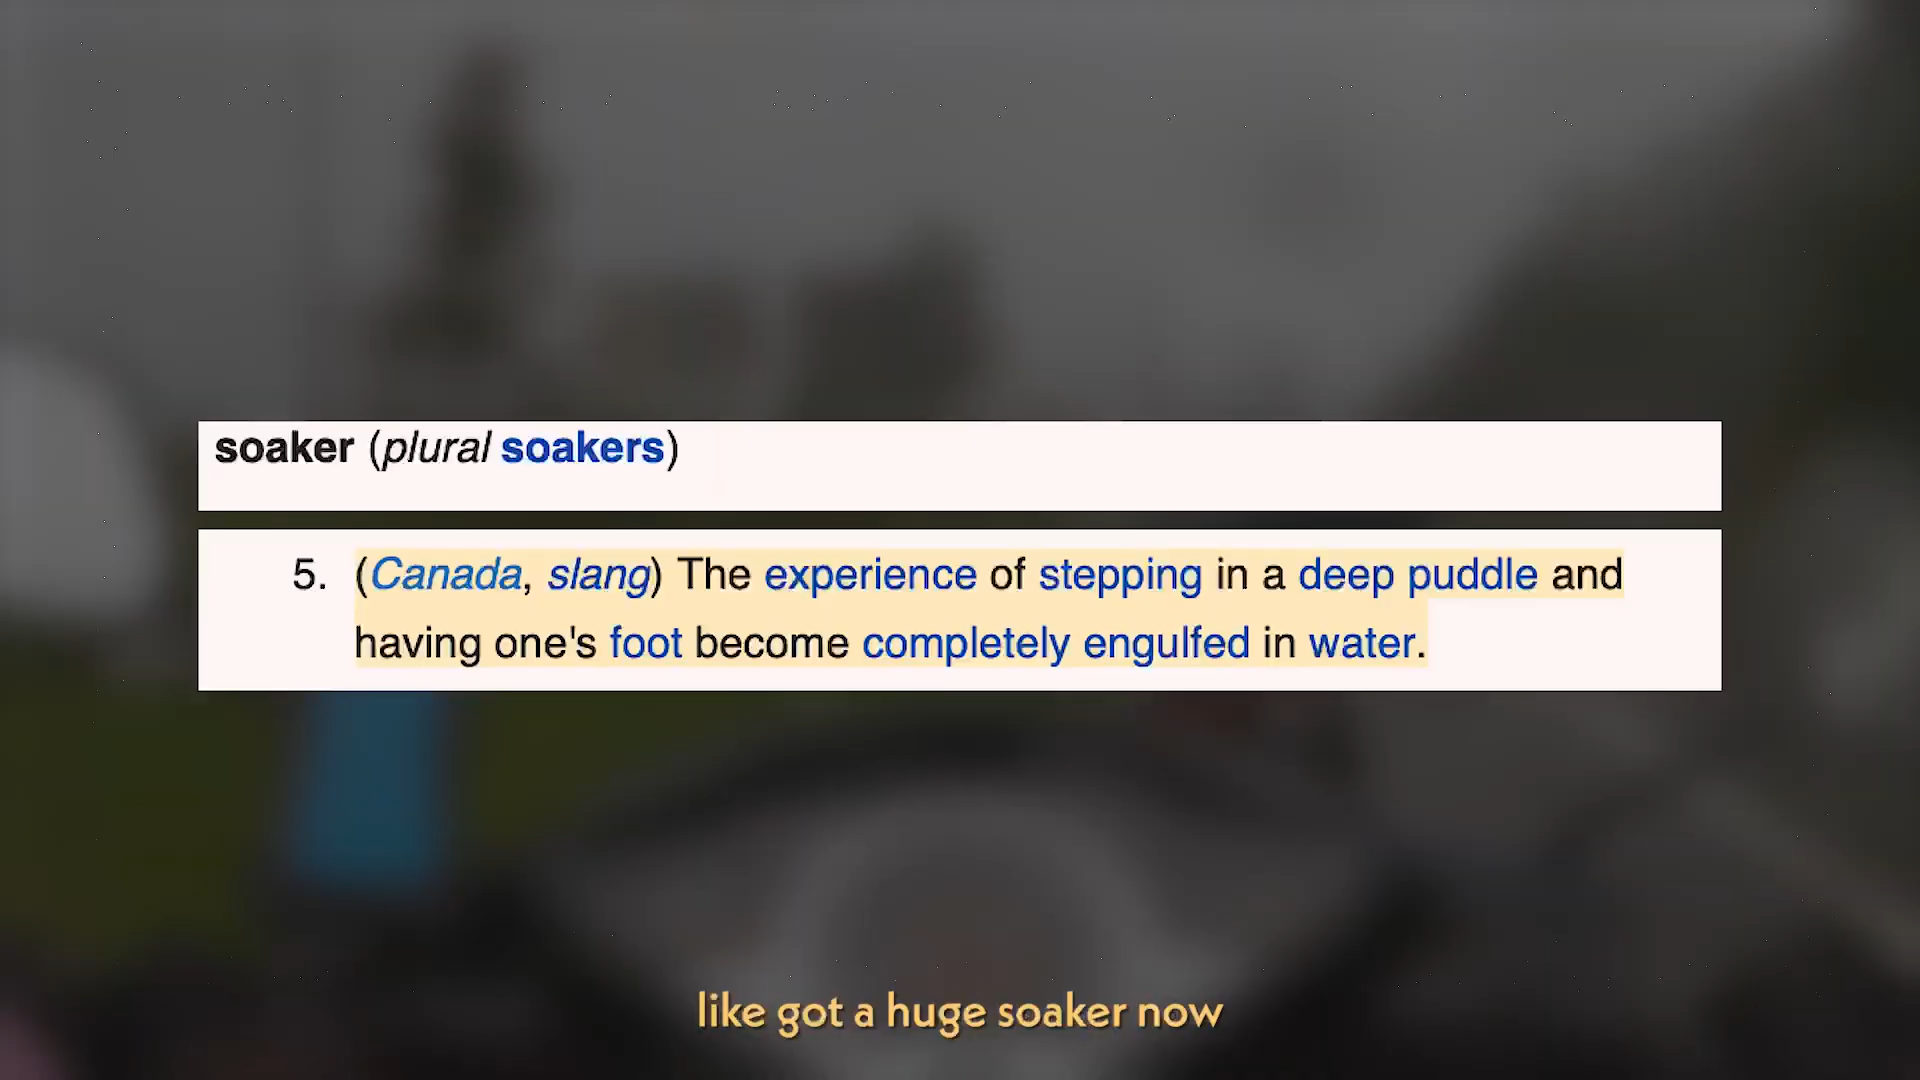 soaker (plural soakers)
5. (Canada, slang) The experience of stepping in a deep puddle and
having one's foot become completely engulfed in water.
like got a huge soaker now